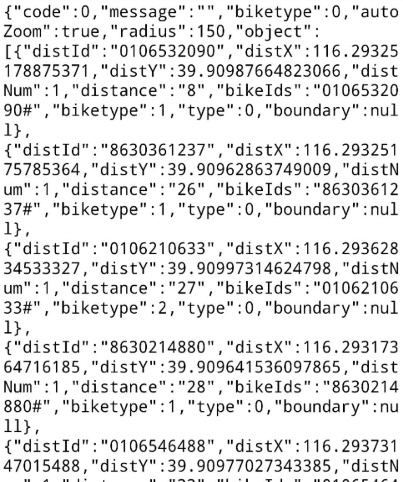 {"code":0,"message":"","biketype":0,"auto
Zoom":true,"radius":150,"object":
[{"distId":"0106532090","distX":116.29325
178875371,"distY":39.90987664823066,"dist
Num":1,"distance":"8","bikeIds":"01065320
90#","biketype":1,"type":0,"boundary":nul
l},
{"distId":"8630361237","distX":116.293251
75785364,"distY":39.90962863749009,"distN
um":1,"distance":"26","bikeIds":"86303612
37#","biketype":1,"type":0,"boundary":nul
l},
{"distId":"0106210633","distX":116.293628
34533327,"distY":39.90997314624798,"distN
um":1,"distance":"27","bikeIds":"01062106
33#","biketype":2,"type":0,"boundary":nul
l},
{"distId":"8630214880","distX":116.293173
64716185,"distY":39.909641536097865,"dist
Num":1,"distance":"28","bikeIds":"8630214
880#","biketype":1,"type":0,"boundary":nu
ll},
{"distId":"0106546488","distX":116.293731
47015488,"distY":39.90977027343385,"distN